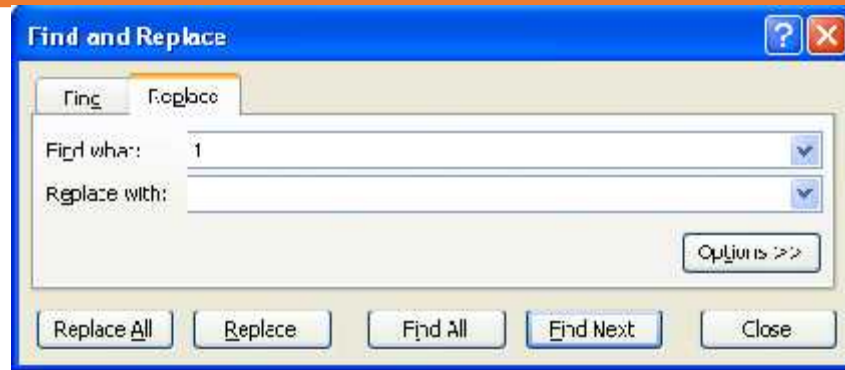 Find and Replace
Find Replace
Find what: 1
Replace with:
Options >>
Replace All Replace Find All Find Next Close